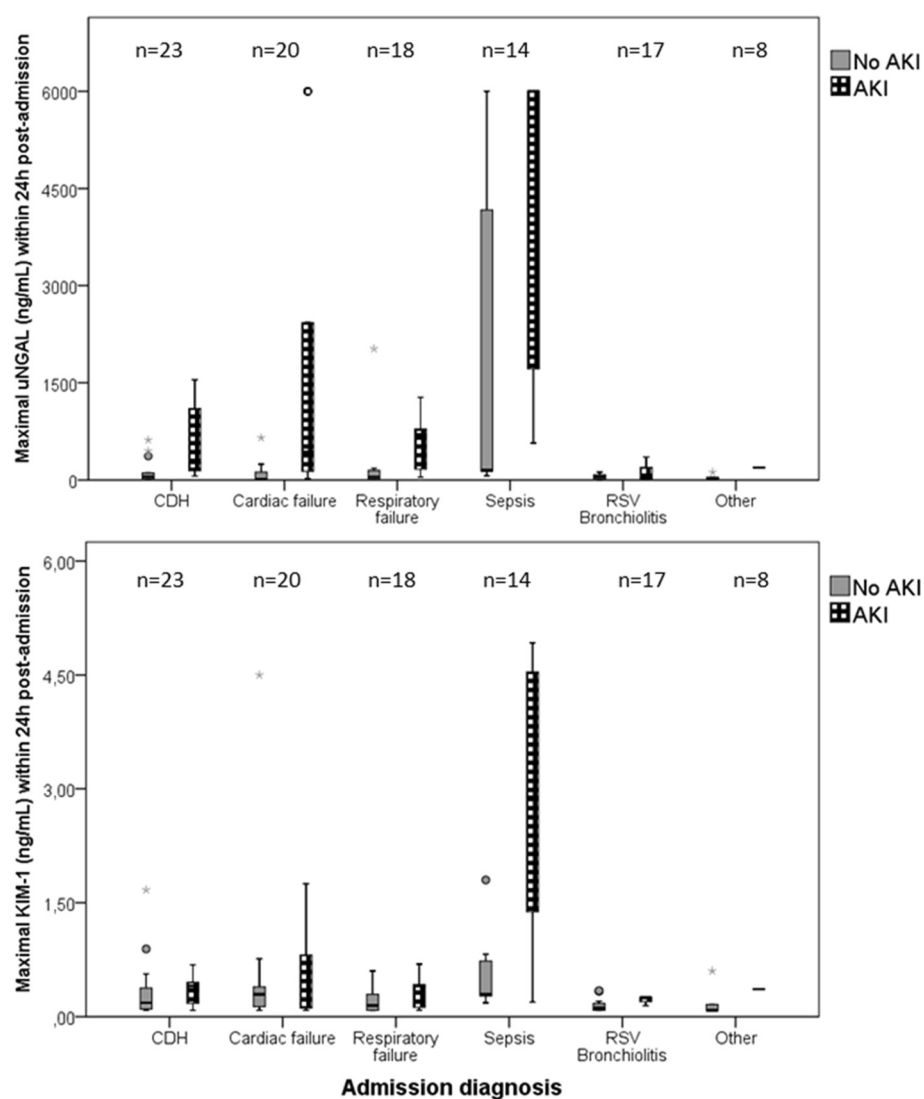 n=23 n=20 n=18 n=14 n=17 n=8
No AKI
AKI
Maximal uNGAL (ng/mL) within 24h post-admission
6000
4500
3000
1500
0
CDH Cardiac failure Respiratory failure Sepsis RSV Bronchiolitis Other
n=23 n=20 n=18 n=14 n=17 n=8
No AKI
AKI
Maximal KIM-1 (ng/mL) within 24h post-admission
6,00
4,50
3,00
1,50
,00
CDH Cardiac failure Respiratory failure Sepsis RSV Bronchiolitis Other
Admission diagnosis